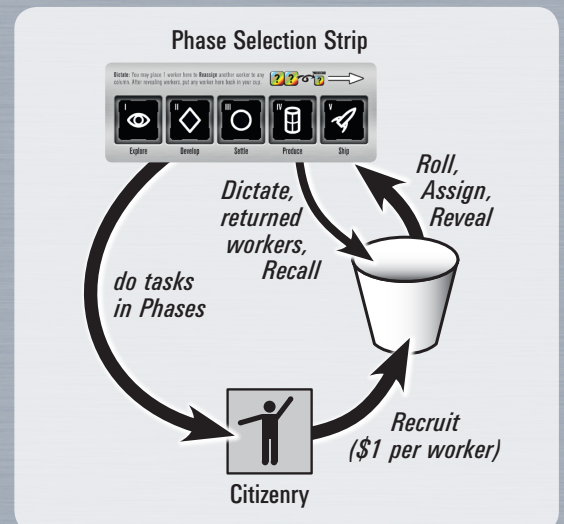 Phase Selection Strip
Dictate: You may place 1 worker here to Reassign another worker to any
column. After revealing workers, put any worker here back in your cup.
? ? ?
I II III IV V
Explore Develop Settle Produce Ship
Roll,
Assign,
Reveal
Dictate,
returned
workers,
Recall
do tasks
in Phases
Recruit
($1 per worker)
Citizenry